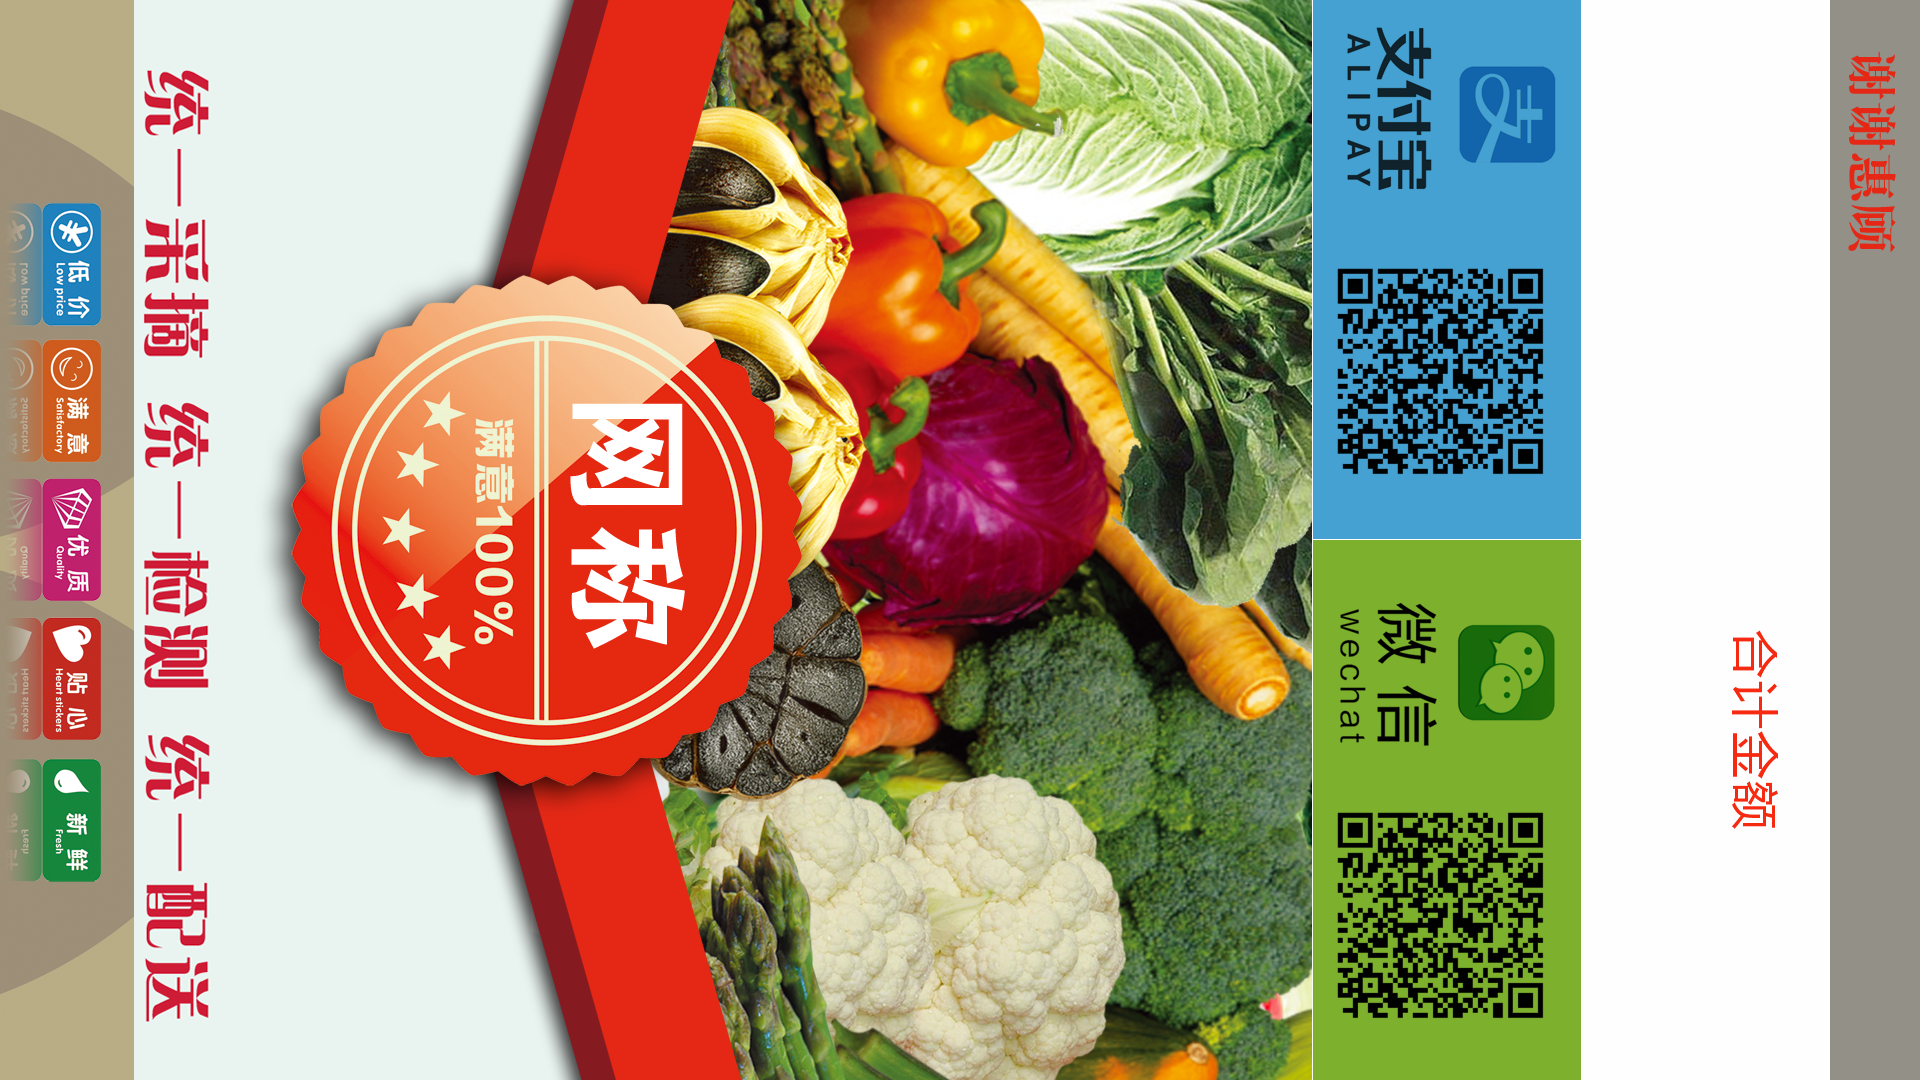 谢谢惠顾
合计金额
支付宝
ALIPAY
微信
wechat
网称
满意100%
统一采摘 统一检测 统一配送
低价
Low price
满意
Satisfactory
优质
Quality
贴心
Heart stickers
新鲜
Fresh